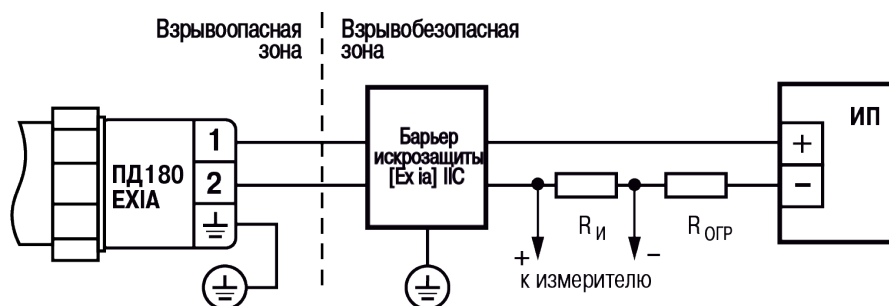 Взрывоопасная
зона
Взрывобезопасная
зона
ПД180
EXIA
1
2
Барьер
искрозащиты
[Ex ia] IIC
ИП
+
−
R И
R ОГР
+
−
к измерителю